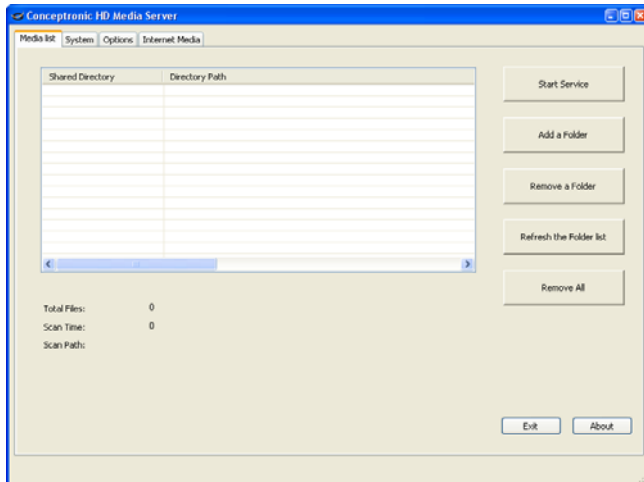 Conceptronic HD Media Server
Media list System Options Internet Media
Shared Directory Directory Path
Start Service
Add a Folder
Remove a Folder
Refresh the Folder list
Remove All
Total Files: 0
Scan Time: 0
Scan Path:
Exit About